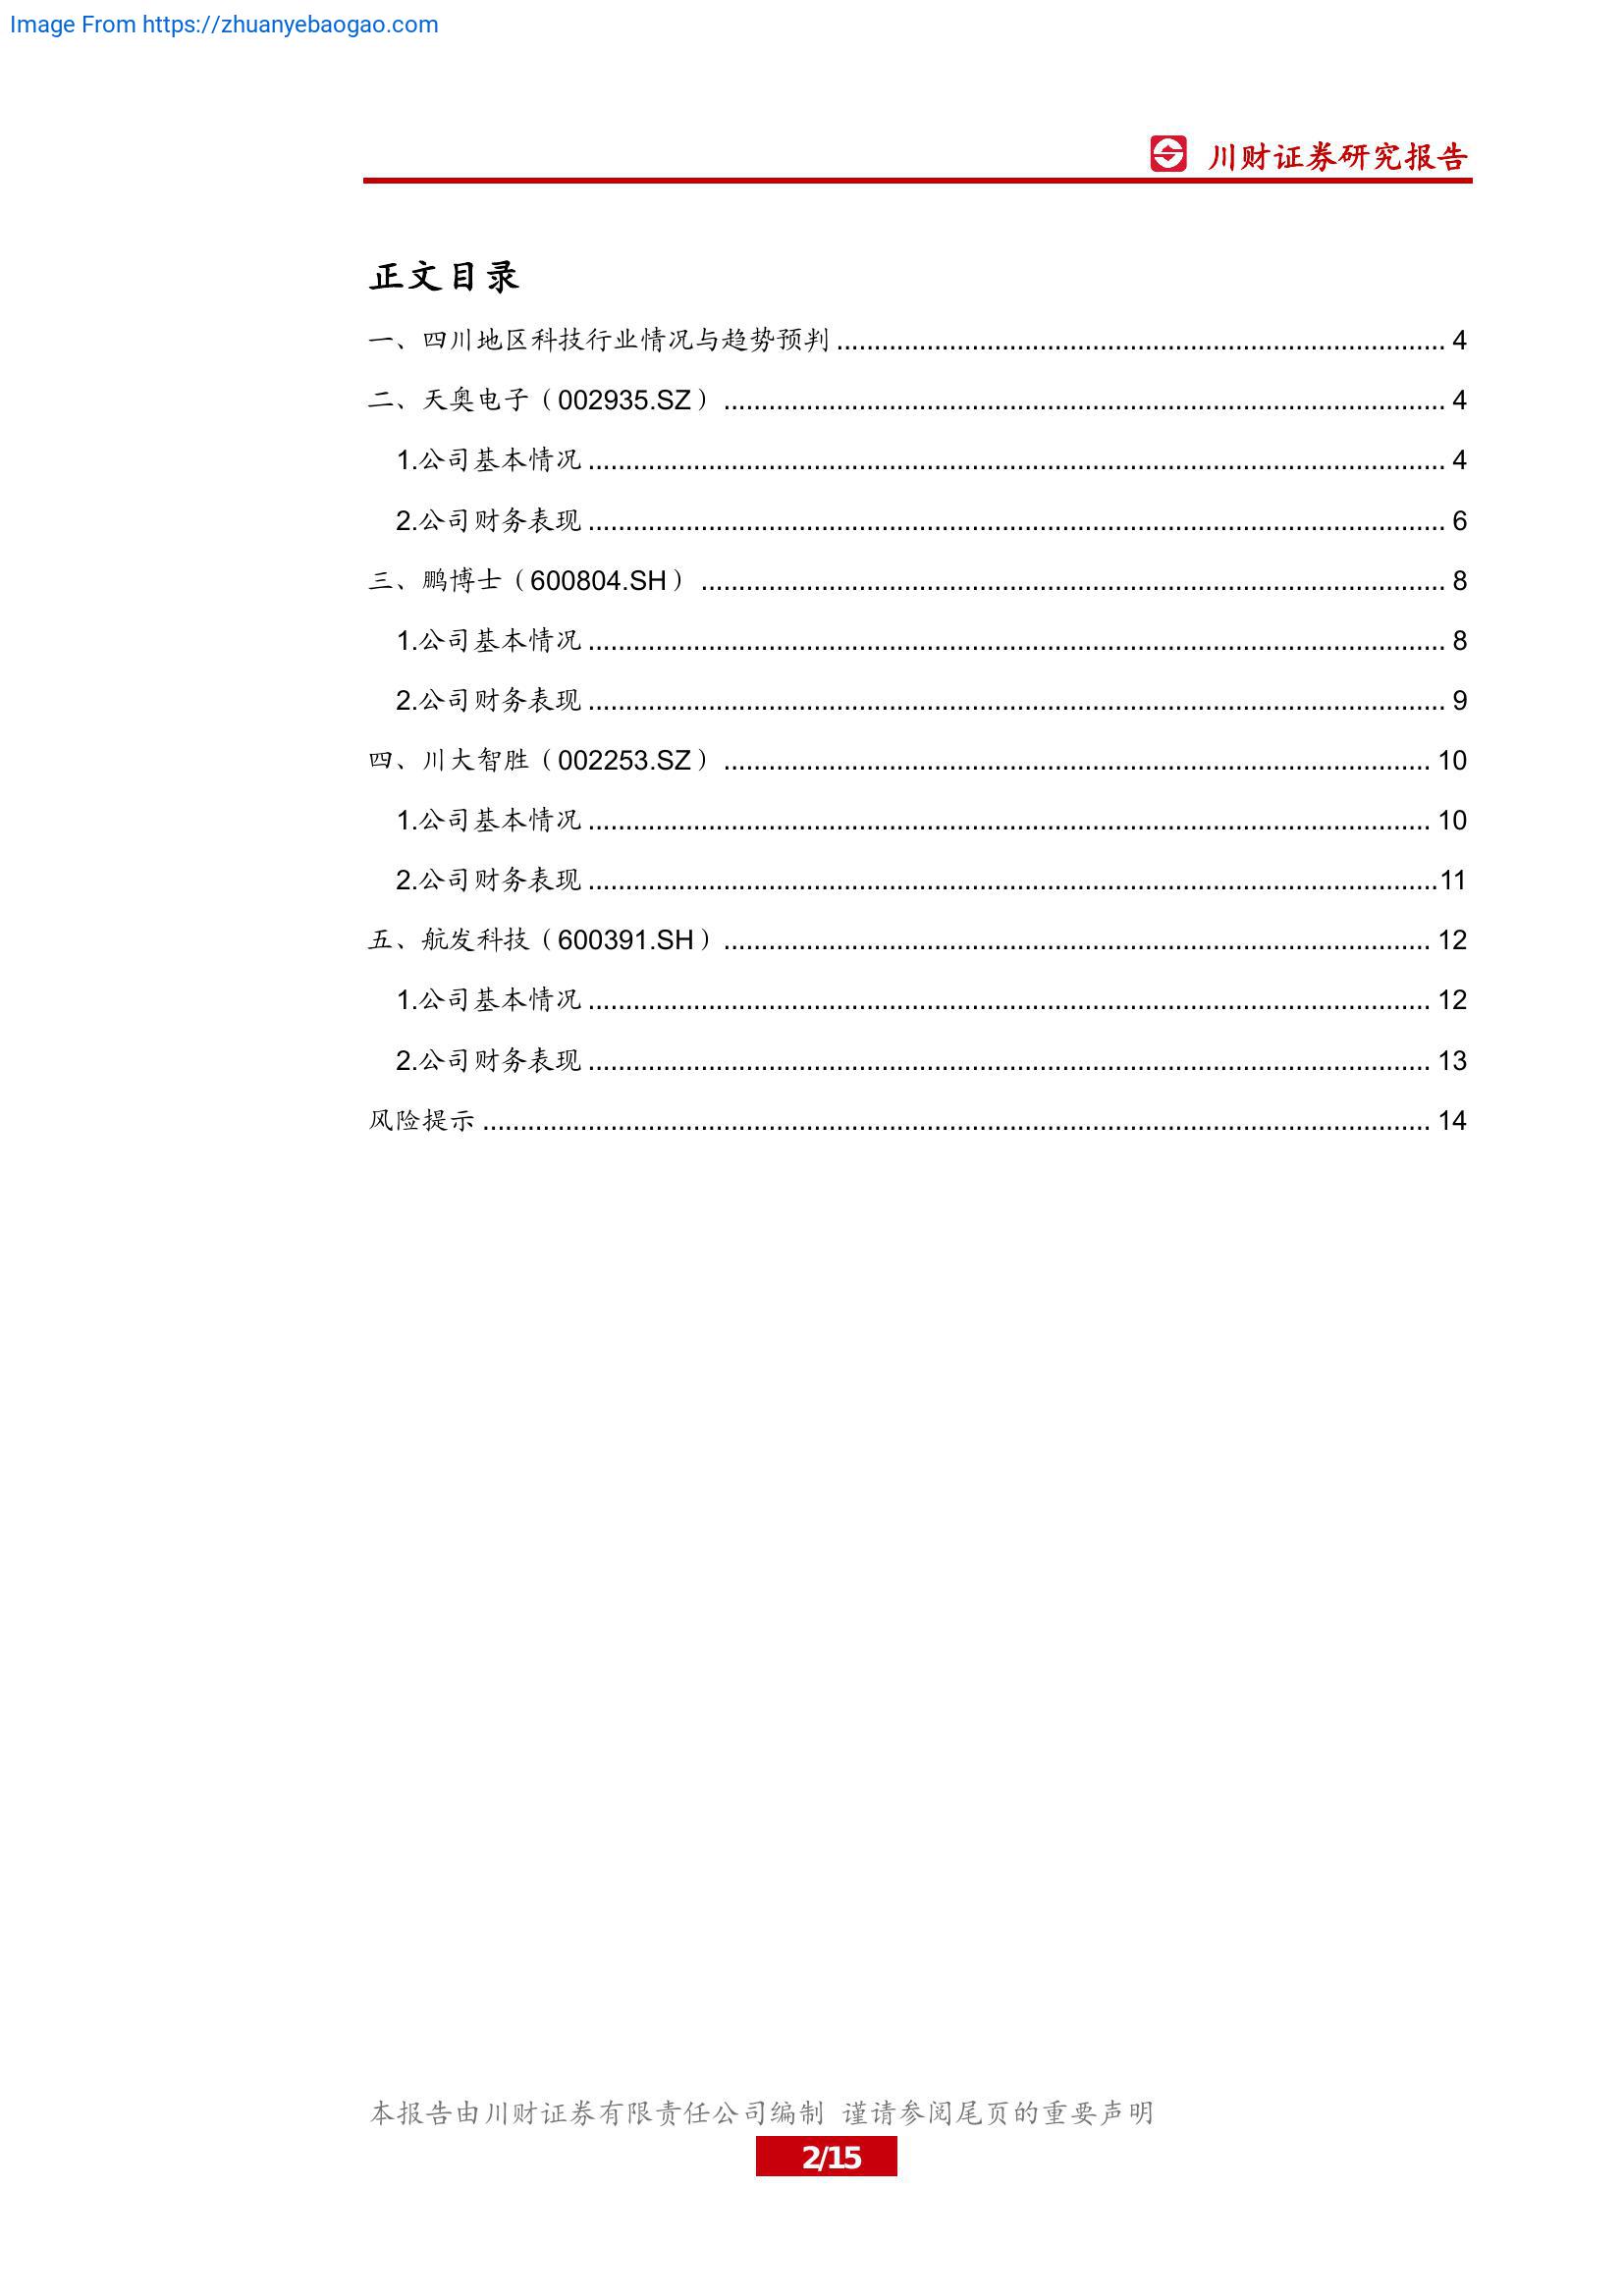 Image From https://zhuanyebaogao.com
川财证券研究报告
正文目录
一、四川地区科技行业情况与趋势预判 ................................................................................ 4
二、天奥电子（002935.SZ） ................................................................................ 4
1.公司基本情况 ................................................................................ 4
2.公司财务表现 ................................................................................ 6
三、鹏博士（600804.SH） ................................................................................ 8
1.公司基本情况 ................................................................................ 8
2.公司财务表现 ................................................................................ 9
四、川大智胜（002253.SZ） ................................................................................ 10
1.公司基本情况 ................................................................................ 10
2.公司财务表现 ................................................................................11
五、航发科技（600391.SH） ................................................................................ 12
1.公司基本情况 ................................................................................ 12
2.公司财务表现 ................................................................................ 13
风险提示 ................................................................................ 14
本报告由川财证券有限责任公司编制 谨请参阅尾页的重要声明
2/15